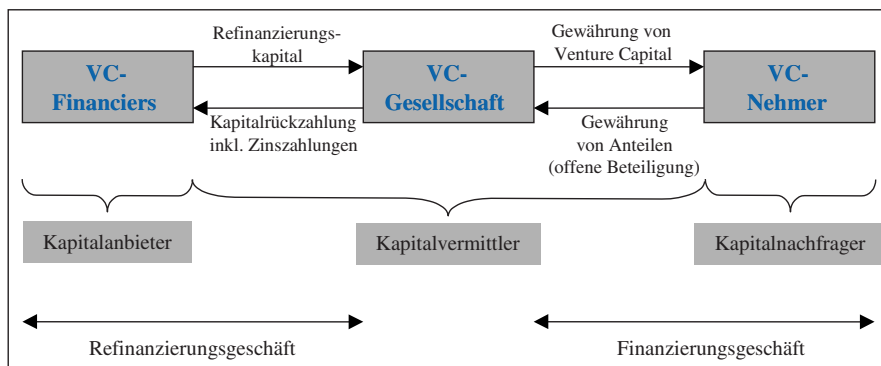 Refinanzierungs-
kapital
Gewährung von
Venture Capital
VC-
Financiers
VC-
Gesellschaft
VC-
Nehmer
Kapitalrückzahlung
inkl. Zinszahlungen
Gewährung
von Anteilen
(offene Beteiligung)
Kapitalanbieter
Kapitalvermittler
Kapitalnachfrager
Refinanzierungsgeschäft
Finanzierungsgeschäft